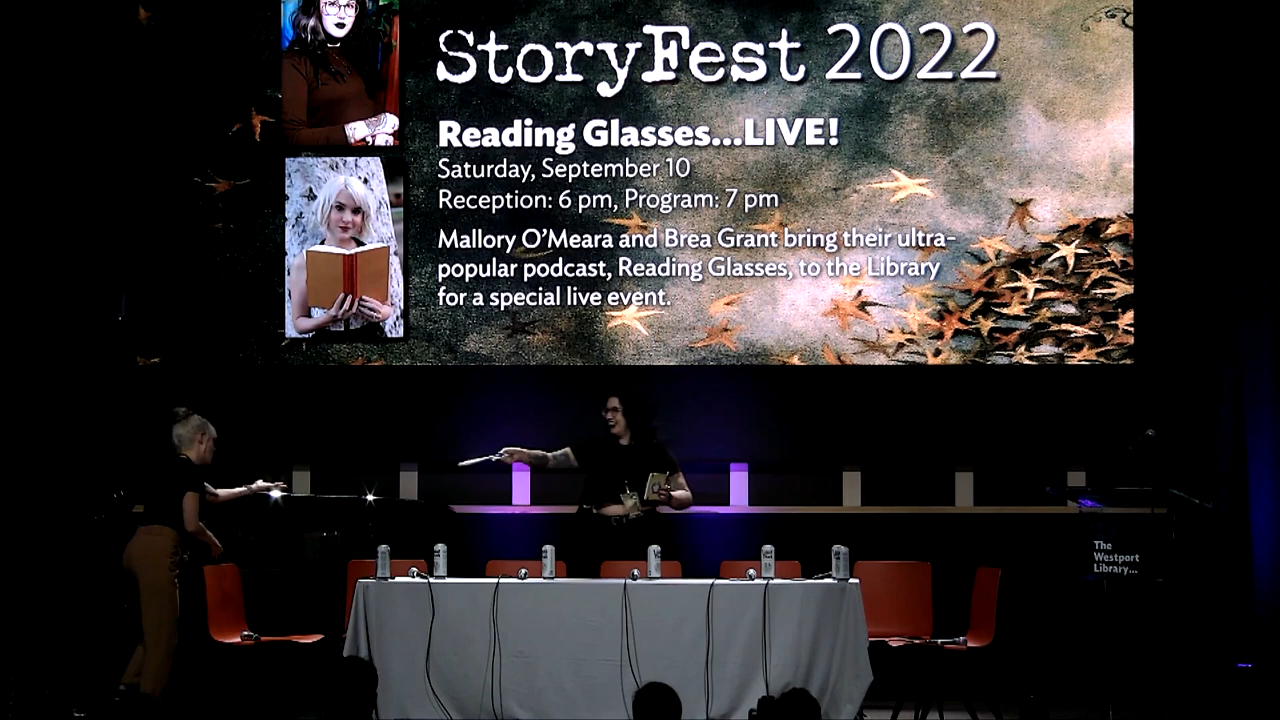 StoryFest 2022
Reading Glasses...LIVE!
Saturday, September 10
Reception: 6 pm, Program: 7 pm
Mallory O'Meara and Brea Grant bring their ultra-
popular podcast, Reading Glasses, to the Library
for a special live event.
The
Westport
Library...